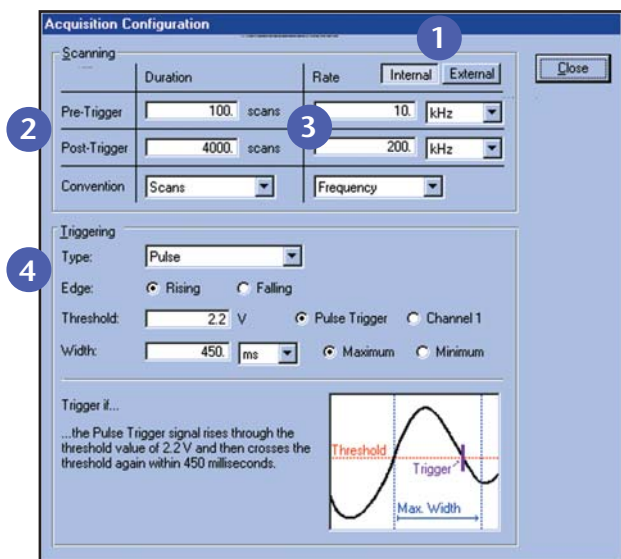 Acquisition Configuration
1
Scanning
Duration Rate Internal External Close
2
3
Pre-Trigger 100. scans 10. kHz
Post-Trigger 4000. scans 200. kHz
Convention Scans Frequency
Triggering
4
Type: Pulse
Edge: Rising Falling
Threshold: 2.2 V Pulse Trigger Channel 1
Width: 450. ms Maximum Minimum
Trigger if...
...the Pulse Trigger signal rises through the
threshold value of 2.2 V and then crosses the
threshold again within 450 milliseconds.
Threshold
Trigger
Max. Width